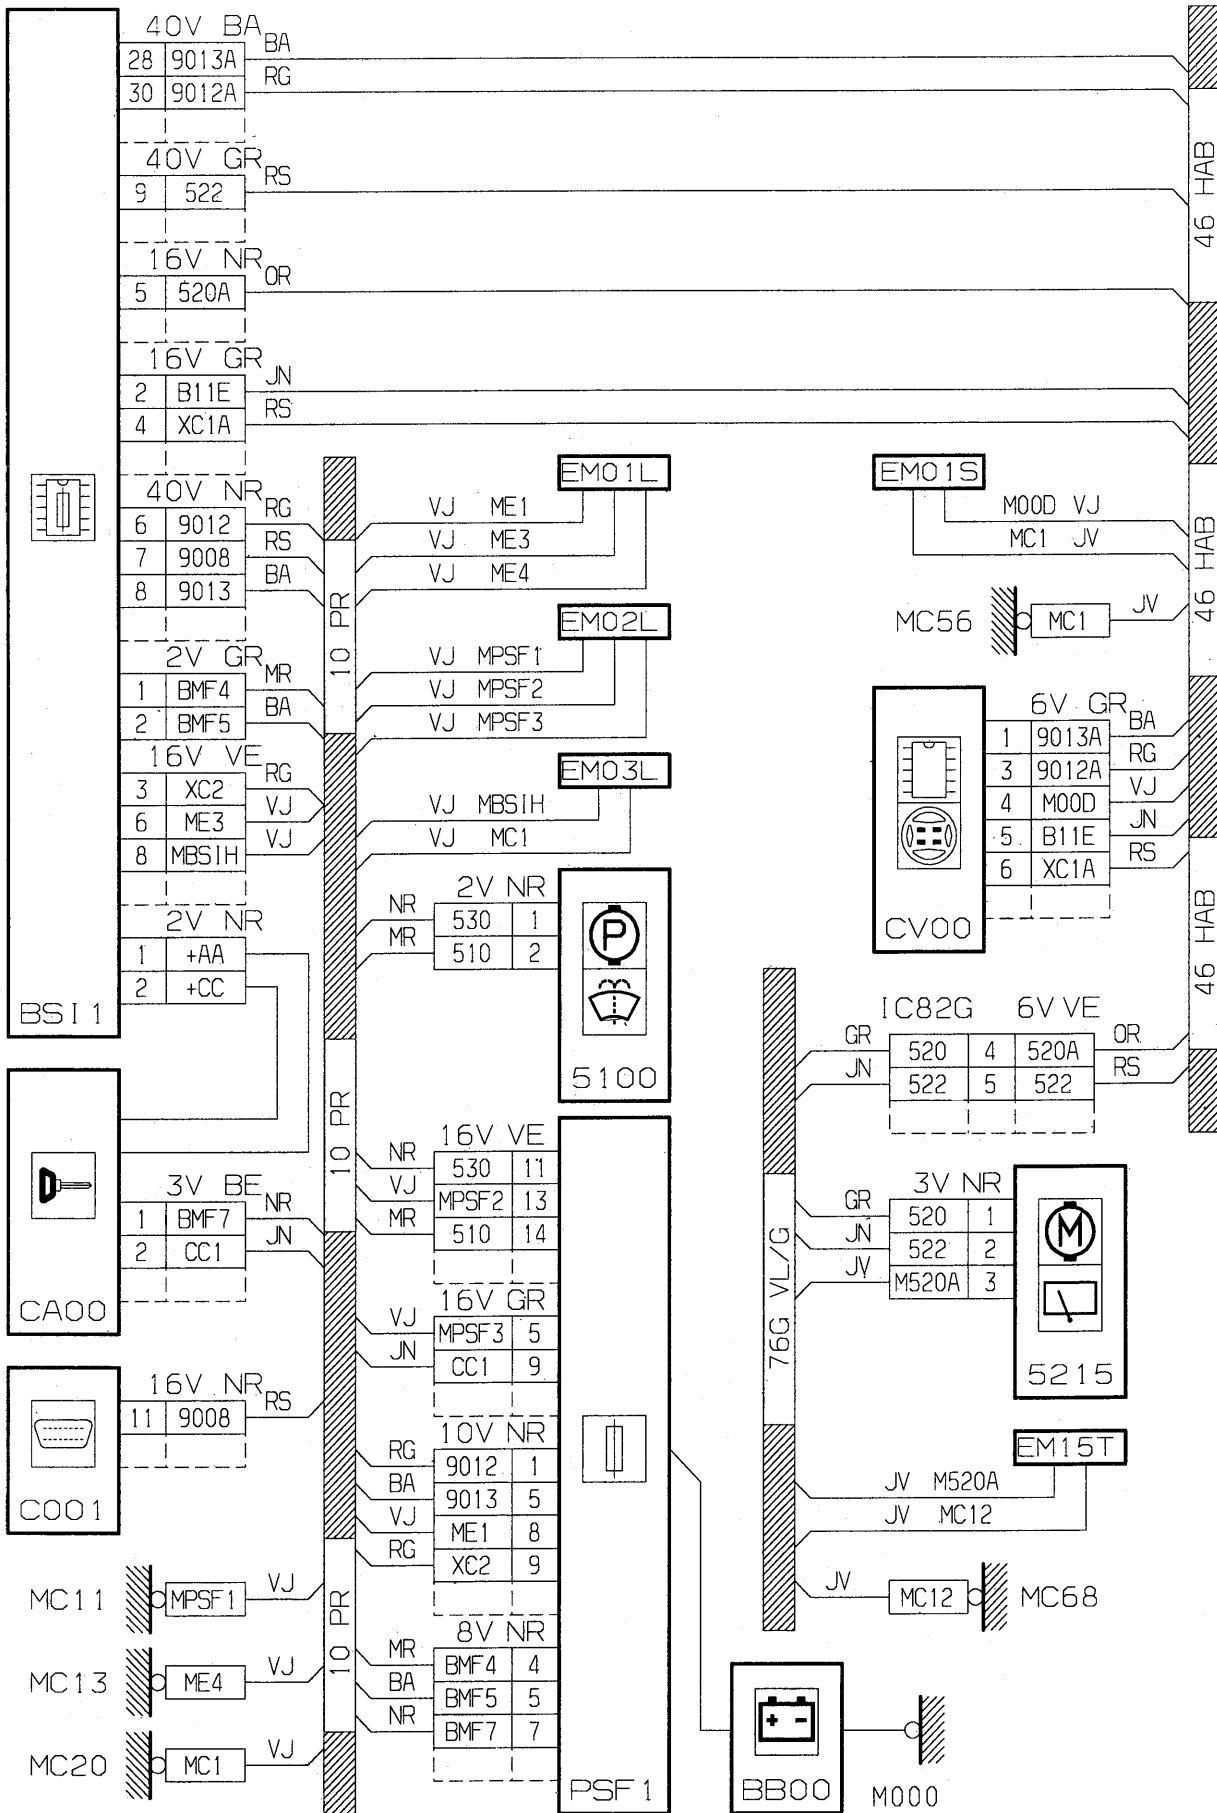 40V BA
28 9013A BA
30 9012A RG
40V GR
9 522 RS
16V NR
5 520A OR
16V GR
2 B11E JN
4 XC1A RS
40V NR
6 9012 RG
7 9008 RS
8 9013 BA
2V GR
1 BMF4 MR
2 BMF5 BA
16V VE
3 XC2 RG
6 ME3 VJ
8 MBSIH VJ
2V NR
1 +AA
2 +CC
BSI1
3V BE
1 BMF7 NR
2 CC1 JN
CA00
16V NR
11 9008 RS
C001
MC11 MPSF1 VJ
MC13 ME4 VJ
MC20 MC1 VJ
10 PR
10 PR
10 PR
EM01L
VJ ME1
VJ ME3
VJ ME4
EM02L
VJ MPSF1
VJ MPSF2
VJ MPSF3
EM03L
VJ MBSIH
VJ MC1
2V NR
NR 530 1
MR 510 2
P
5100
16V VE
NR 530 11
VJ MPSF2 13
MR 510 14
16V GR
VJ MPSF3 5
JN CC1 9
10V NR
RG 9012 1
BA 9013 5
VJ ME1 8
RG XC2 9
8V NR
MR BMF4 4
BA BMF5 5
NR BMF7 7
PSF1
46 HAB
46 HAB
46 HAB
EM01S
M00D VJ
MC1 JV
MC56 MC1 JV
6V GR
1 9013A BA
3 9012A RG
4 M00D VJ
5 B11E JN
6 XC1A RS
CV00
IC82G 6V VE
GR 520 4 520A OR
JN 522 5 522 RS
76G VL/G
3V NR
GR 520 1
JN 522 2
JV M520A 3
M
5215
EM15T
JV M520A
JV MC12
JV MC12 MC68
+ -
BB00
M000